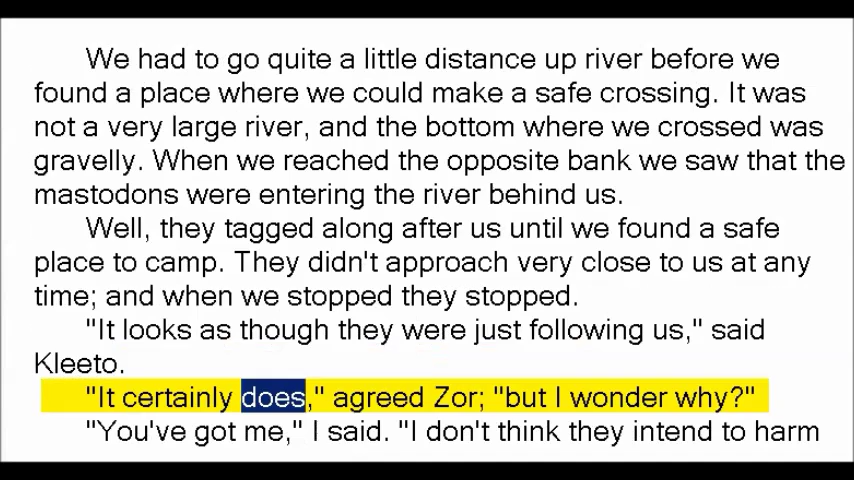 We had to go quite a little distance up river before we
found a place where we could make a safe crossing. It was
not a very large river, and the bottom where we crossed was
gravelly. When we reached the opposite bank we saw that the
mastodons were entering the river behind us.
Well, they tagged along after us until we found a safe
place to camp. They didn't approach very close to us at any
time; and when we stopped they stopped.
"It looks as though they were just following us," said
Kleeto.
"It certainly does," agreed Zor; "but I wonder why?"
"You've got me," I said. "I don't think they intend to harm